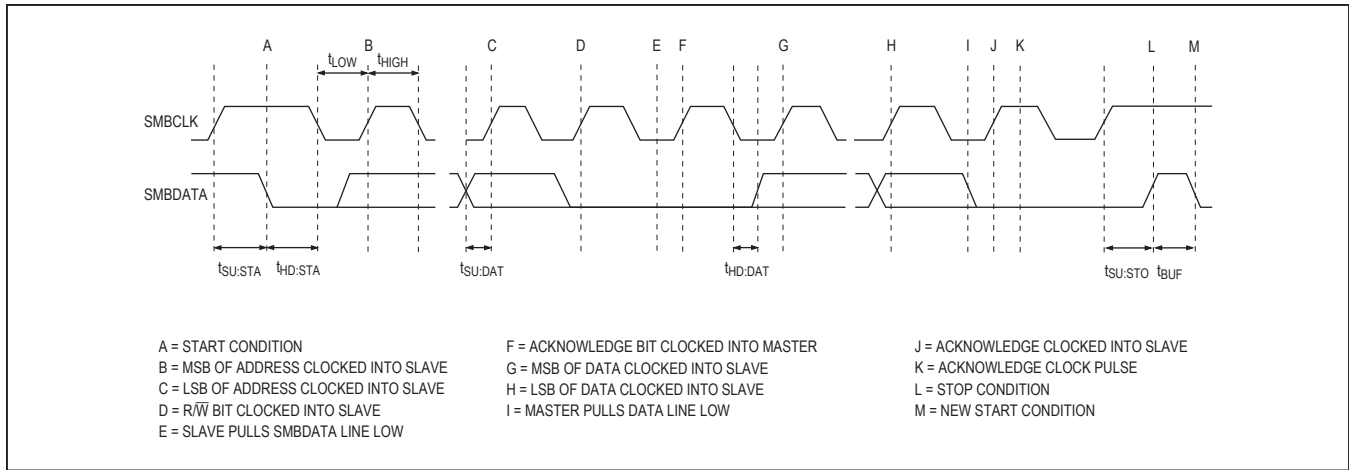 A B C D E F G H I J K L M
tLOW tHIGH
SMBCLK
SMBDATA
tSU:STA tHD:STA tSU:DAT tHD:DAT tSU:STO tBUF
A = START CONDITION
B = MSB OF ADDRESS CLOCKED INTO SLAVE
C = LSB OF ADDRESS CLOCKED INTO SLAVE
D = R/W̅ BIT CLOCKED INTO SLAVE
E = SLAVE PULLS SMBDATA LINE LOW
F = ACKNOWLEDGE BIT CLOCKED INTO MASTER
G = MSB OF DATA CLOCKED INTO SLAVE
H = LSB OF DATA CLOCKED INTO SLAVE
I = MASTER PULLS DATA LINE LOW
J = ACKNOWLEDGE CLOCKED INTO SLAVE
K = ACKNOWLEDGE CLOCK PULSE
L = STOP CONDITION
M = NEW START CONDITION